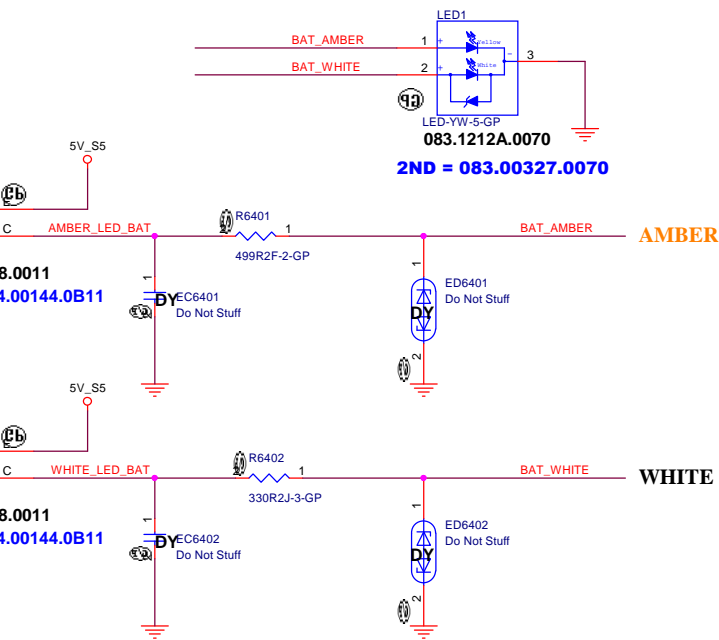 LED1
BAT_AMBER
1
+
Yellow
-
3
BAT_WHITE
2
+
White
LED-YW-5-GP
083.1212A.0070
2ND = 083.00327.0070
5V_S5
C
AMBER_LED_BAT
R6401
2
1
499R2F-2-GP
BAT_AMBER
AMBER
8.0011
4.00144.0B11
1
DY
EC6401
Do Not Stuff
1
ED6401
Do Not Stuff
DY
2
5V_S5
C
WHITE_LED_BAT
R6402
2
1
330R2J-3-GP
BAT_WHITE
WHITE
8.0011
4.00144.0B11
1
DY
EC6402
Do Not Stuff
1
ED6402
Do Not Stuff
DY
2